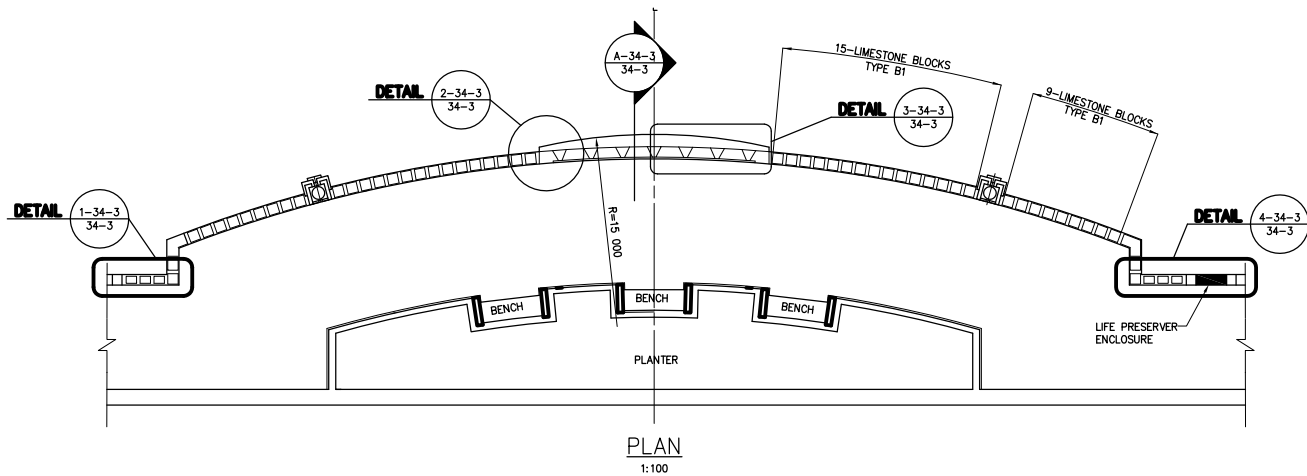 A-34-3
34-3
15-LIMESTONE BLOCKS
TYPE B1
DETAIL
2-34-3
34-3
DETAIL
3-34-3
34-3
9-LIMESTONE BLOCKS
TYPE B1
DETAIL
1-34-3
34-3
DETAIL
4-34-3
34-3
R=15 000
BENCH
BENCH
BENCH
LIFE PRESERVER
ENCLOSURE
PLANTER
PLAN
1:100